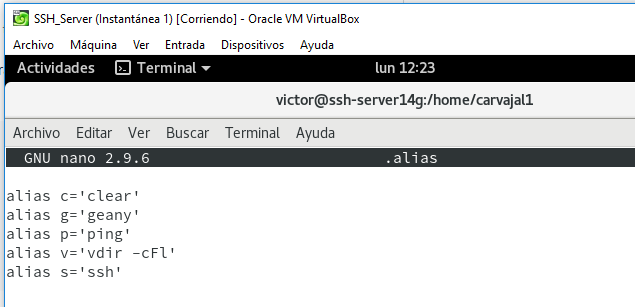 SSH_Server (Instantánea 1) [Corriendo] - Oracle VM VirtualBox
Archivo Máquina Ver Entrada Dispositivos Ayuda
Actividades Terminal lun 12:23
victor@ssh-server14g:/home/carvajal1
Archivo Editar Ver Buscar Terminal Ayuda
GNU nano 2.9.6 .alias
alias c='clear'
alias g='geany'
alias p='ping'
alias v='vdir -cFl'
alias s='ssh'